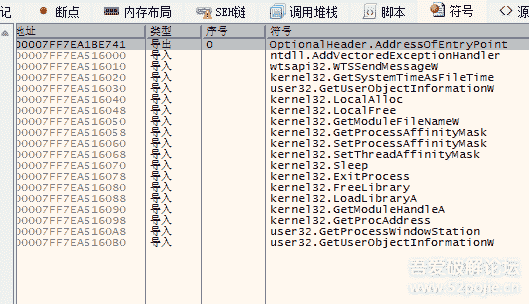 记 断点 内存布局 SEH链 调用堆栈 脚本 符号 源
地址 类型 序号 符号
00007FF7EA1BE741 导出 0 OptionalHeader.AddressOfEntryPoint
00007FF7EA516000 导入 ntdll.AddVectoredExceptionHandler
00007FF7EA516010 导入 wtsapi32.WTSSendMessageW
00007FF7EA516020 导入 kernel32.GetSystemTimeAsFileTime
00007FF7EA516030 导入 user32.GetUserObjectInformationW
00007FF7EA516040 导入 kernel32.LocalAlloc
00007FF7EA516048 导入 kernel32.LocalFree
00007FF7EA516050 导入 kernel32.GetModuleFileNameW
00007FF7EA516058 导入 kernel32.GetProcessAffinityMask
00007FF7EA516060 导入 kernel32.SetProcessAffinityMask
00007FF7EA516068 导入 kernel32.SetThreadAffinityMask
00007FF7EA516070 导入 kernel32.Sleep
00007FF7EA516078 导入 kernel32.ExitProcess
00007FF7EA516080 导入 kernel32.FreeLibrary
00007FF7EA516088 导入 kernel32.LoadLibraryA
00007FF7EA516090 导入 kernel32.GetModuleHandleA
00007FF7EA516098 导入 kernel32.GetProcAddress
00007FF7EA5160A8 导入 user32.GetProcessWindowStation
00007FF7EA5160B0 导入 user32.GetUserObjectInformationW
吾爱破解论坛
www.52pojie.cn